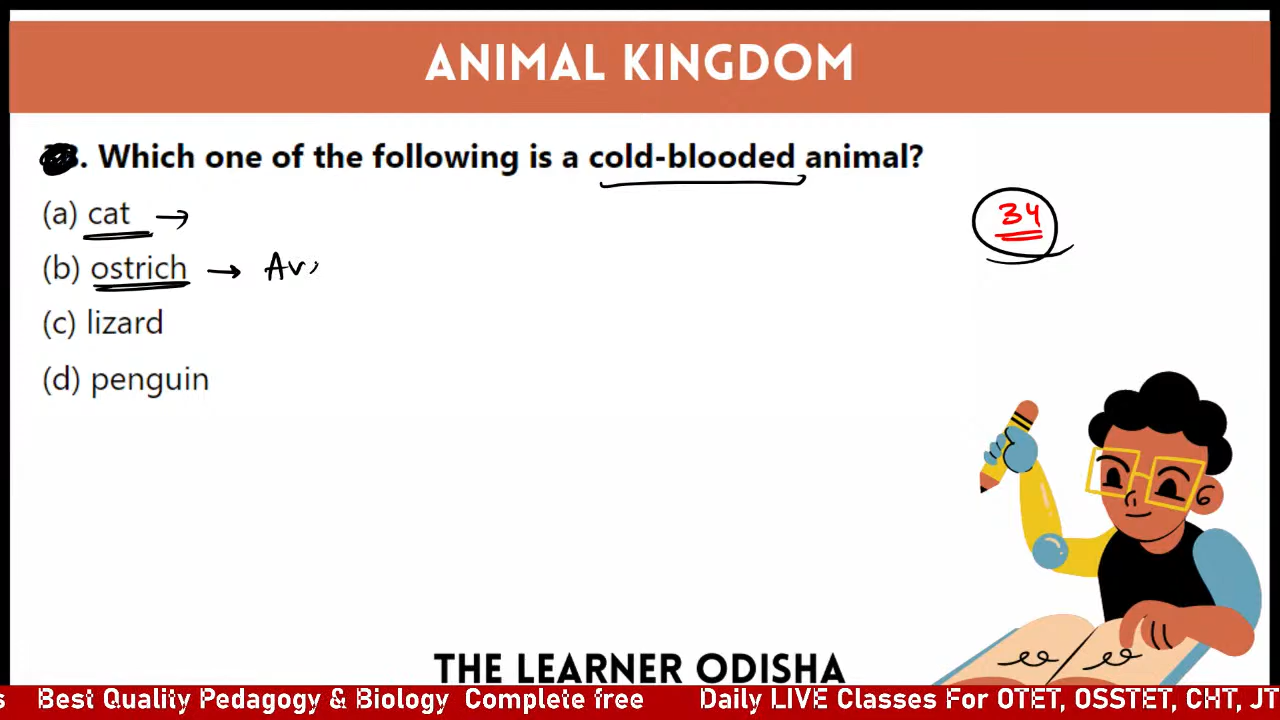 ANIMAL KINGDOM
. Which one of the following is a cold-blooded animal?
(a) cat →
34
(b) ostrich → Av
(c) lizard
(d) penguin
THE LEARNER ODISHA
s Best Quality Pedagogy & Biology Complete free Daily LIVE Classes For OTET, OSSTET, CHT, JT